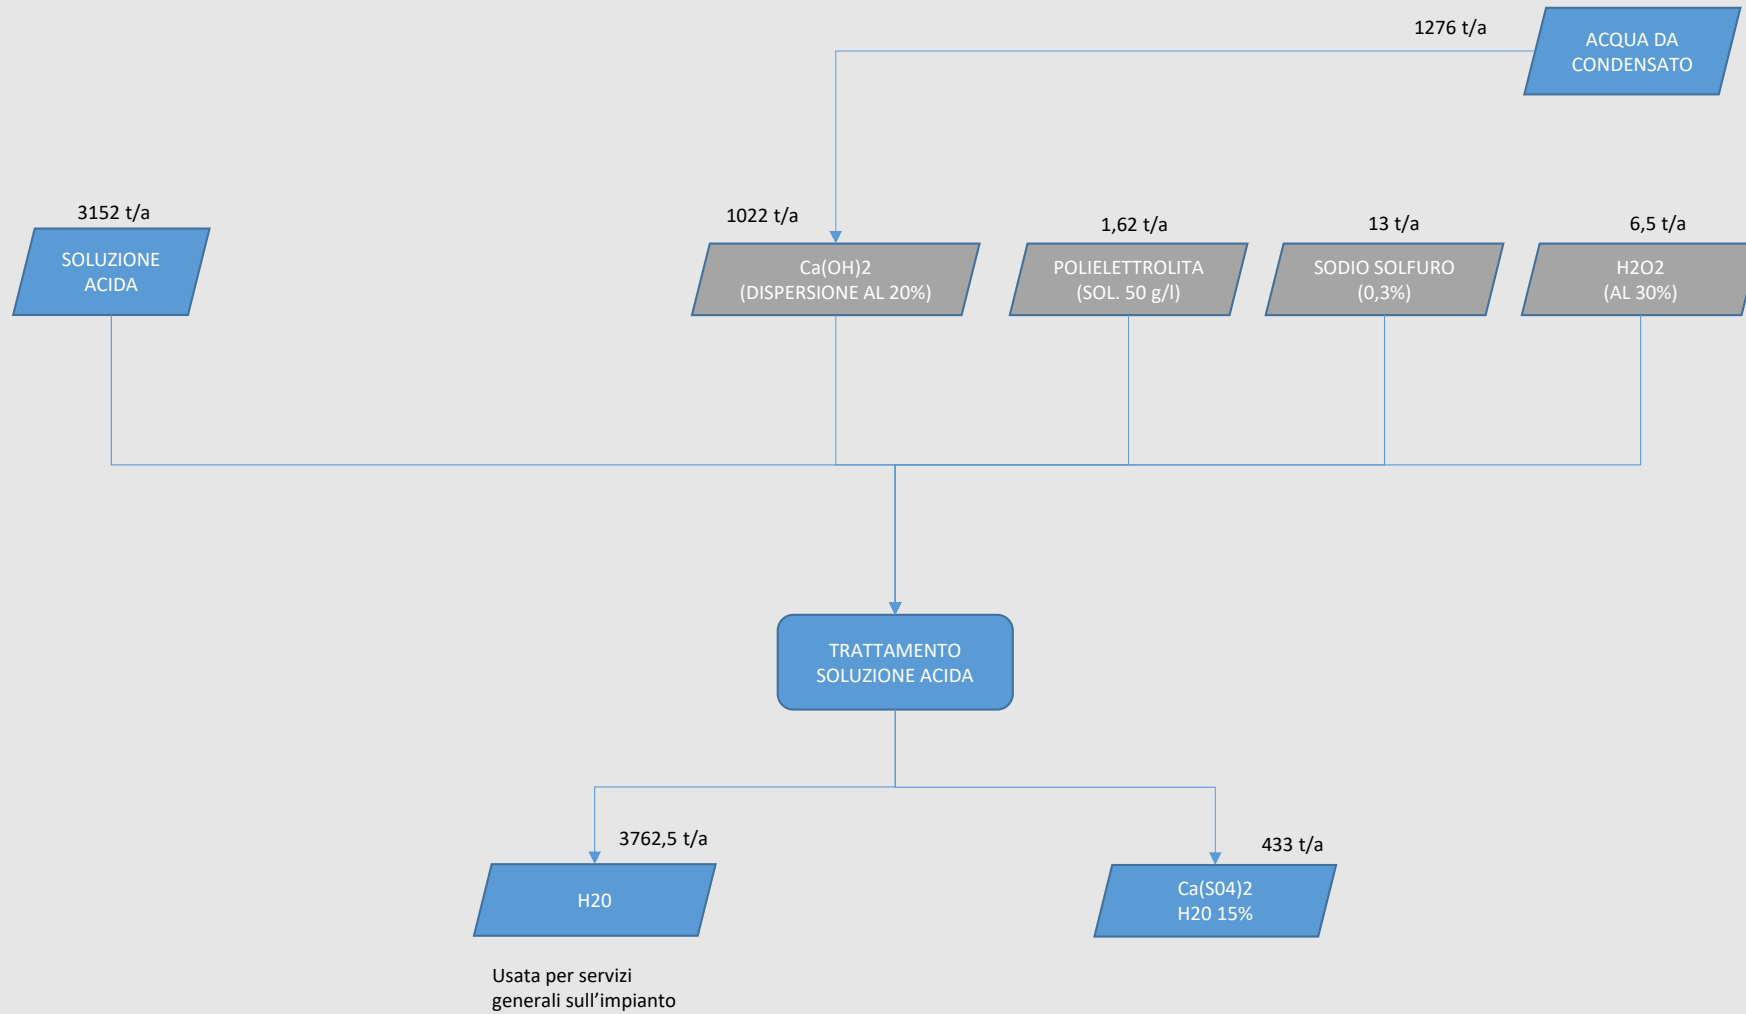 1276 t/a
ACQUA DA
CONDENSATO
3152 t/a
SOLUZIONE
ACIDA
1022 t/a
Ca(OH)2
(DISPERSIONE AL 20%)
1,62 t/a
POLIELETTROLITA
(SOL. 50 g/l)
13 t/a
SODIO SOLFURO
(0,3%)
6,5 t/a
H2O2
(AL 30%)
TRATTAMENTO
SOLUZIONE ACIDA
3762,5 t/a
H20
433 t/a
Ca(S04)2
H20 15%
Usata per servizi
generali sull’impianto